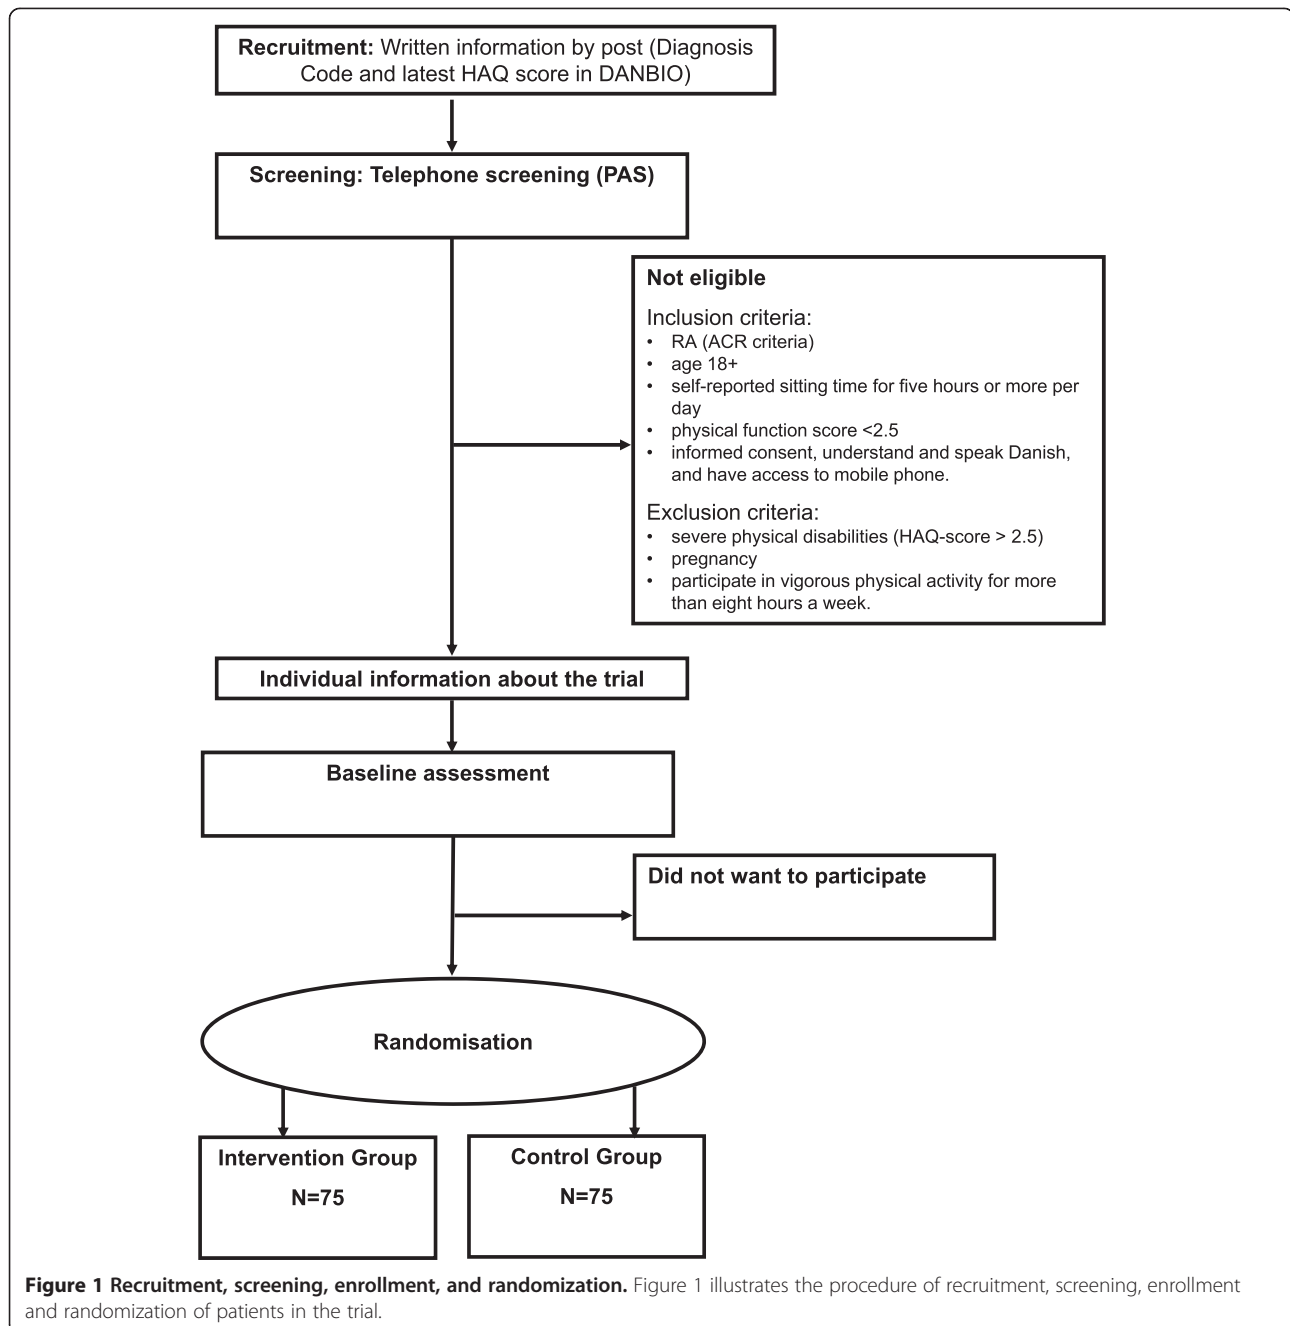 Recruitment: Written information by post (Diagnosis
Code and latest HAQ score in DANBIO)
Screening: Telephone screening (PAS)
Not eligible
Inclusion criteria:
• RA (ACR criteria)
• age 18+
• self-reported sitting time for five hours or more per
day
• physical function score <2.5
• informed consent, understand and speak Danish,
and have access to mobile phone.
Exclusion criteria:
• severe physical disabilities (HAQ-score > 2.5)
• pregnancy
• participate in vigorous physical activity for more
than eight hours a week.
Individual information about the trial
Baseline assessment
Did not want to participate
Randomisation
Intervention Group
N=75
Control Group
N=75
Figure 1 Recruitment, screening, enrollment, and randomization. Figure 1 illustrates the procedure of recruitment, screening, enrollment
and randomization of patients in the trial.